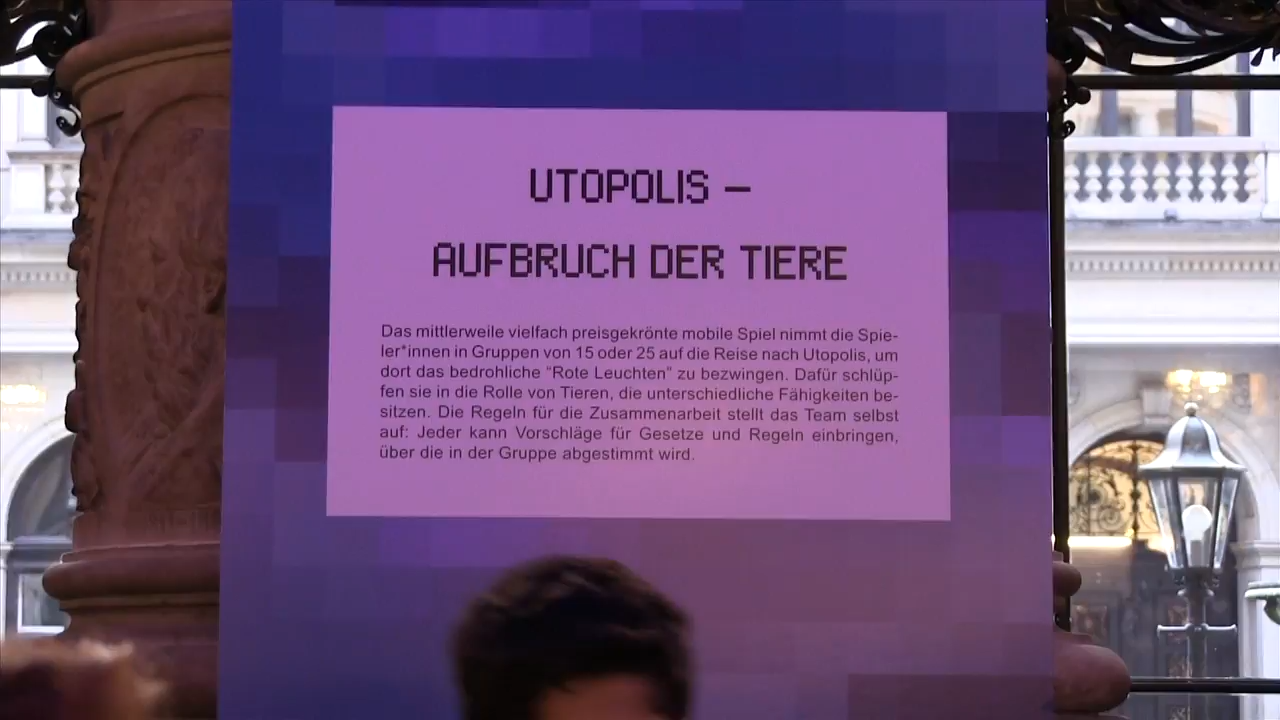 UTOPOLIS –
AUFBRUCH DER TIERE
Das mittlerweile vielfach preisgekrönte mobile Spiel nimmt die Spie-
ler*innen in Gruppen von 15 oder 25 auf die Reise nach Utopolis, um
dort das bedrohliche "Rote Leuchten" zu bezwingen. Dafür schlüp-
fen sie in die Rolle von Tieren, die unterschiedliche Fähigkeiten be-
sitzen. Die Regeln für die Zusammenarbeit stellt das Team selbst
auf: Jeder kann Vorschläge für Gesetze und Regeln einbringen,
über die in der Gruppe abgestimmt wird.